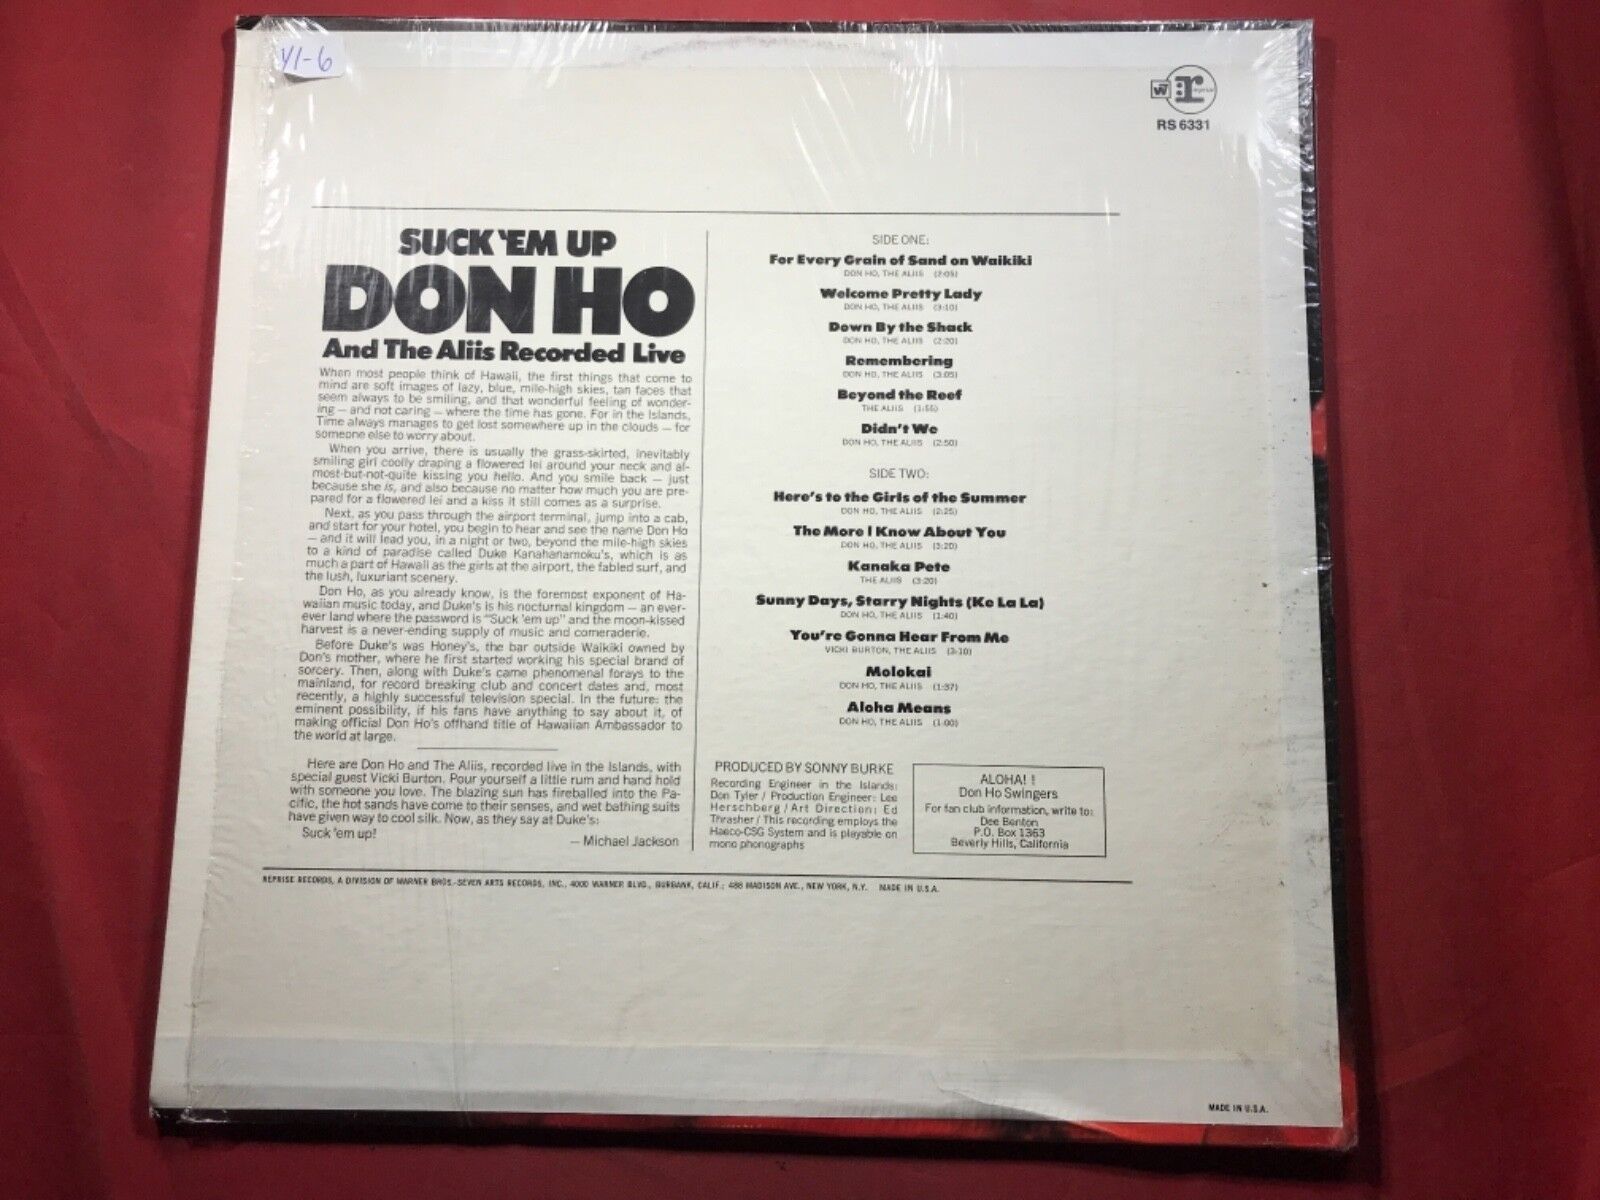 Y1-6
W
r
reprise
RS 6331
SUCK 'EM UP
DON HO
And The Aliis Recorded Live
When most people think of Hawaii, the first things that come to
mind are soft images of lazy, blue, mile-high skies, tan faces that
seem always to be smiling, and that wonderful feeling of wonder-
ing — and not caring — where the time has gone. For in the Islands,
Time always manages to get lost somewhere up in the clouds — for
someone else to worry about.
When you arrive, there is usually the grass-skirted, inevitably
smiling girl coolly draping a flowered lei around your neck and al-
most-but-not-quite kissing you hello. And you smile back — just
because she is, and also because no matter how much you are pre-
pared for a flowered lei and a kiss it still comes as a surprise.
Next, as you pass through the airport terminal, jump into a cab,
and start for your hotel, you begin to hear and see the name Don Ho
— and it will lead you, in a night or two, beyond the mile-high skies
to a kind of paradise called Duke Kanahanamoku's, which is as
much a part of Hawaii as the girls at the airport, the fabled surf, and
the lush, luxuriant scenery.
Don Ho, as you already know, is the foremost exponent of Ha-
waiian music today, and Duke's is his nocturnal kingdom — an ever-
ever land where the password is "Suck 'em up" and the moon-kissed
harvest is a never-ending supply of music and comeraderie.
Before Duke's was Honey's, the bar outside Waikiki owned by
Don's mother, where he first started working his special brand of
sorcery. Then, along with Duke's came phenomenal forays to the
mainland, for record breaking club and concert dates and, most
recently, a highly successful television special. In the future: the
eminent possibility, if his fans have anything to say about it, of
making official Don Ho's offhand title of Hawaiian Ambassador to
the world at large.
Here are Don Ho and The Aliis, recorded live in the Islands, with
special guest Vicki Burton. Pour yourself a little rum and hand hold
with someone you love. The blazing sun has fireballed into the Pa-
cific, the hot sands have come to their senses, and wet bathing suits
have given way to cool silk. Now, as they say at Duke's:
Suck 'em up!
— Michael Jackson
SIDE ONE:
For Every Grain of Sand on Waikiki
DON HO, THE ALIIS (2:05)
Welcome Pretty Lady
DON HO, THE ALIIS (3:10)
Down By the Shack
DON HO, THE ALIIS (2:20)
Remembering
DON HO, THE ALIIS (3:05)
Beyond the Reef
THE ALIIS (1:55)
Didn't We
DON HO, THE ALIIS (2:50)
SIDE TWO:
Here's to the Girls of the Summer
DON HO, THE ALIIS (2:25)
The More I Know About You
DON HO, THE ALIIS (3:20)
Kanaka Pete
THE ALIIS (3:20)
Sunny Days, Starry Nights (Ke La La)
DON HO, THE ALIIS (1:40)
You're Gonna Hear From Me
VICKI BURTON, THE ALIIS (3:10)
Molokai
DON HO, THE ALIIS (1:37)
Aloha Means
DON HO, THE ALIIS (1:00)
PRODUCED BY SONNY BURKE
Recording Engineer in the Islands:
Don Tyler / Production Engineer: Lee
Herschberg / Art Direction: Ed
Thrasher / This recording employs the
Haeco-CSG System and is playable on
mono phonographs
ALOHA! !
Don Ho Swingers
For fan club information, write to:
Dee Benton
P.O. Box 1363
Beverly Hills, California
REPRISE RECORDS, A DIVISION OF WARNER BROS.-SEVEN ARTS RECORDS, INC., 4000 WARNER BLVD., BURBANK, CALIF.; 488 MADISON AVE., NEW YORK, N.Y. MADE IN U.S.A.
MADE IN U.S.A.